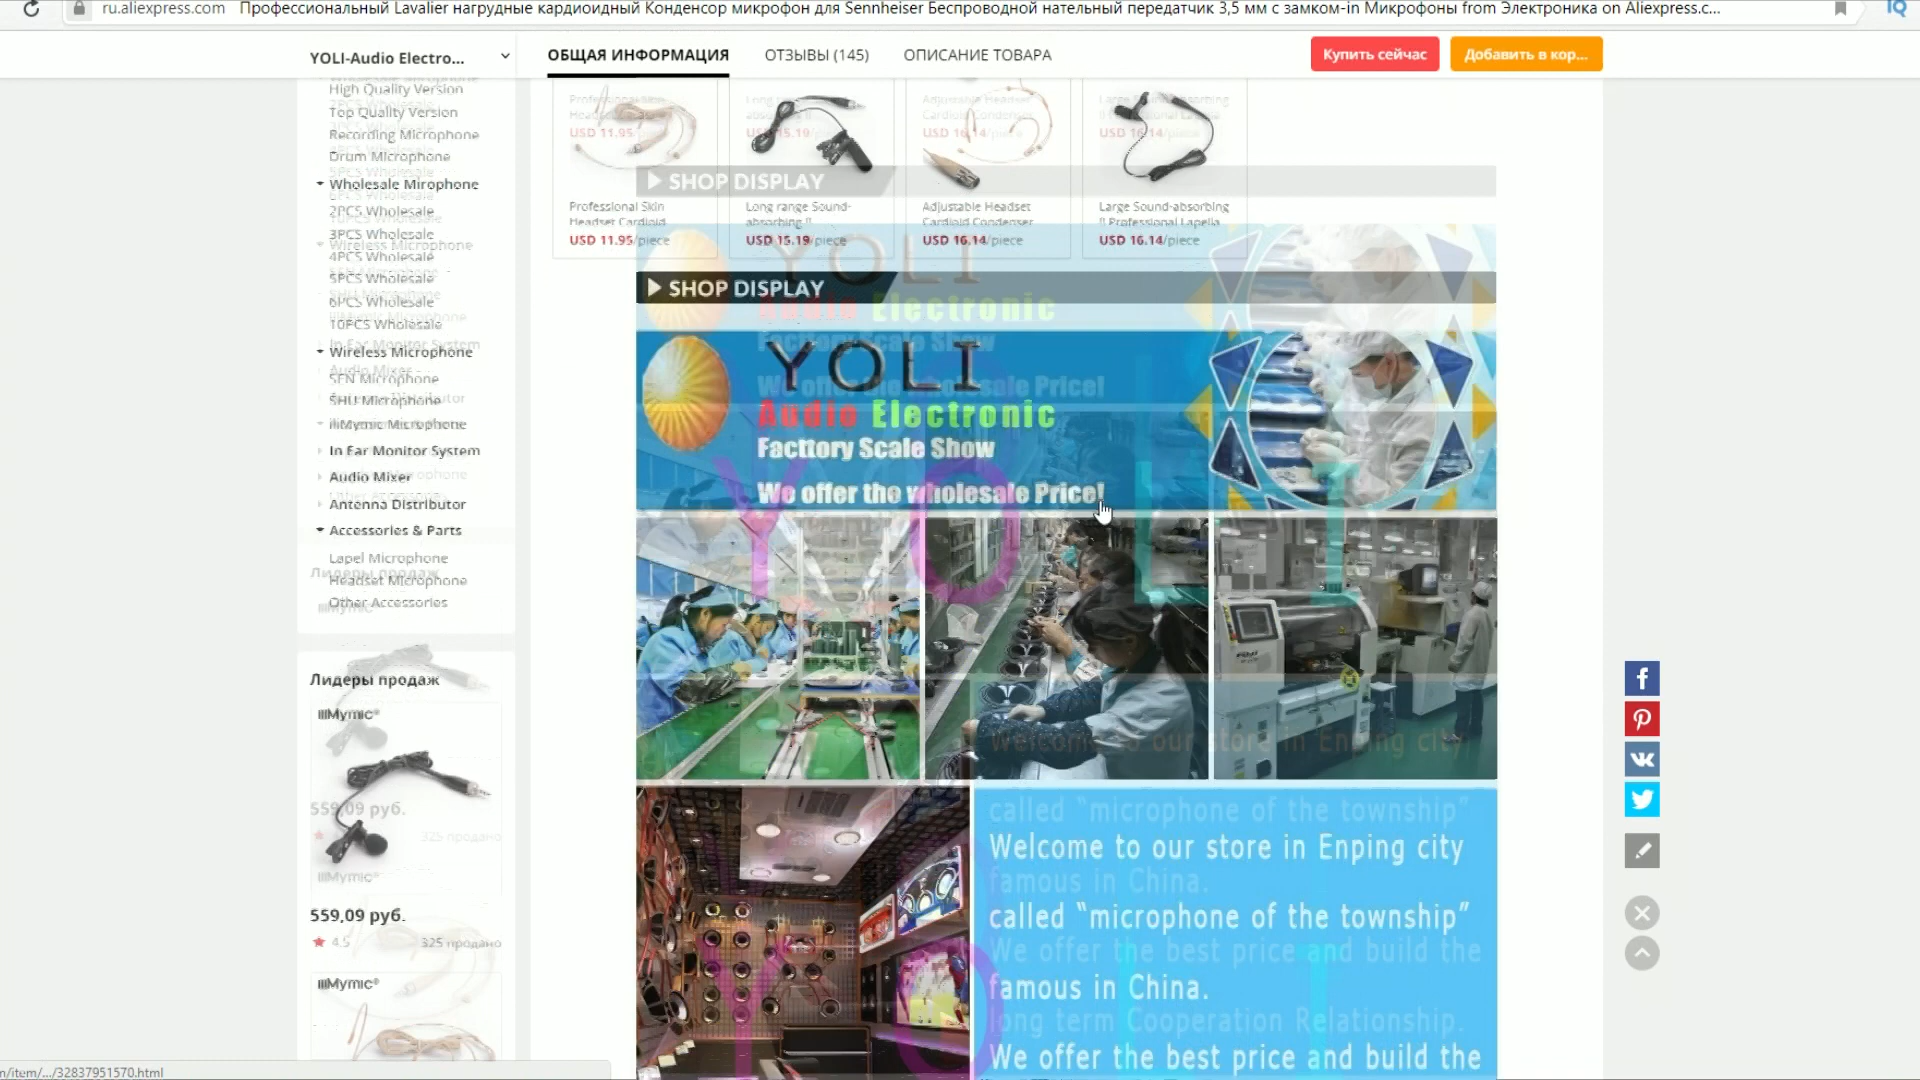 ru.aliexpress.com Профессиональный Lavalier нагрудные кардиоидный Конденсор микрофон для Sennheiser Беспроводной нательный передатчик 3,5 мм с замком-in Микрофоны from Электроника on Aliexpress.c...
YOLI-Audio Electro...
ОБЩАЯ ИНФОРМАЦИЯ
ОТЗЫВЫ (145)
ОПИСАНИЕ ТОВАРА
Купить сейчас
Добавить в кор...
High Quality Version
Top Quality Version
Recording Microphone
Drum Microphone
Wholesale Mirophone
2PCS Wholesale
3PCS Wholesale
4PCS Wholesale
5PCS Wholesale
6PCS Wholesale
10PCS Wholesale
Wireless Microphone
SEN Microphone
SHU Microphone
Microphone
In Ear Monitor System
Audio Mixer
Antenna Distributor
Accessories & Parts
Lapel Microphone
Headset Microphone
Other Accessories
Лидеры продаж
Mymic®
559,09 руб.
4.5
325 продано
Mymic®
Professional Skin
Headset Cardioid
USD 11.95/piece
Long range Sound-
absorbing !!
USD 15.19/piece
Adjustable Headset
Cardioid Condenser
USD 16.14/piece
Large Sound-absorbing
!! Professional Lapella
USD 16.14/piece
SHOP DISPLAY
SHOP DISPLAY
YOLI
Audio Electronic
Facttory Scale Show
We offer the wholesale Price!
YOLI
Welcome to our store in Enping city
called “microphone of the township”
famous in China.
We offer the best price and build the
long term Cooperation Relationship.
n/item/.../32837951570.html